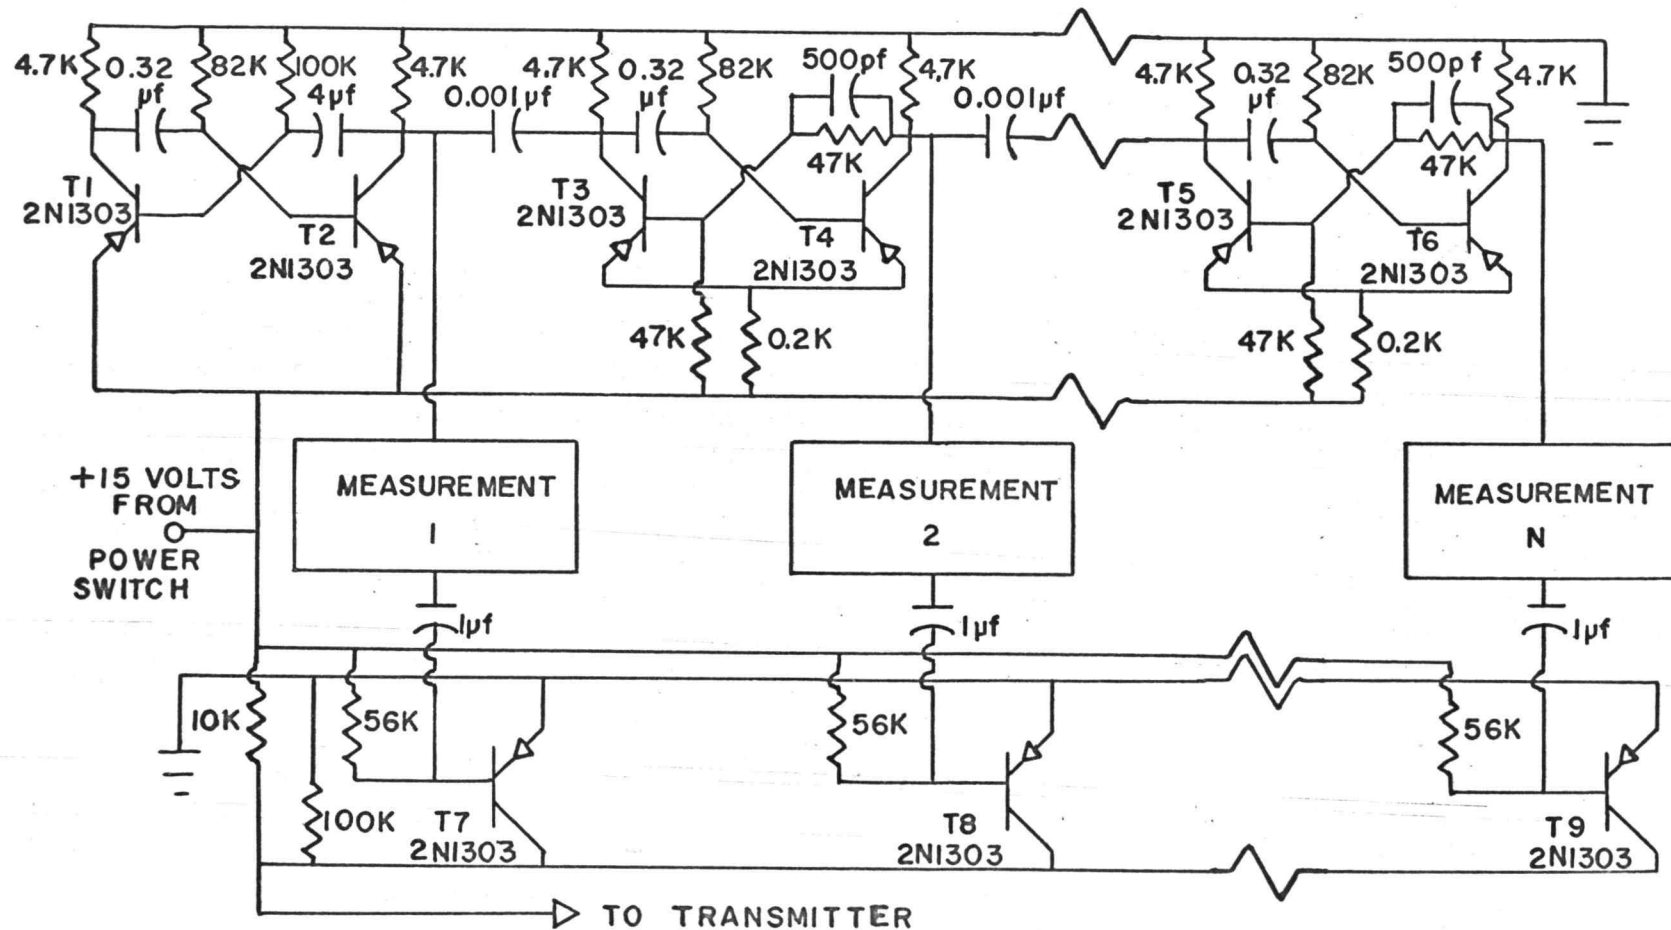 4.7K
0.32
µf
82K
100K
4µf
4.7K
0.001µf
4.7K
0.32
µf
82K
500pf
47K
4.7K
0.001µf
4.7K
0.32
µf
82K
500pf
47K
4.7K
T1
2N1303
T2
2N1303
T3
2N1303
T4
2N1303
T5
2N1303
T6
2N1303
47K
0.2K
47K
0.2K
+15 VOLTS
FROM
POWER
SWITCH
MEASUREMENT
1
MEASUREMENT
2
MEASUREMENT
N
1µf
1µf
1µf
10K
56K
56K
56K
100K
T7
2N1303
T8
2N1303
T9
2N1303
TO TRANSMITTER